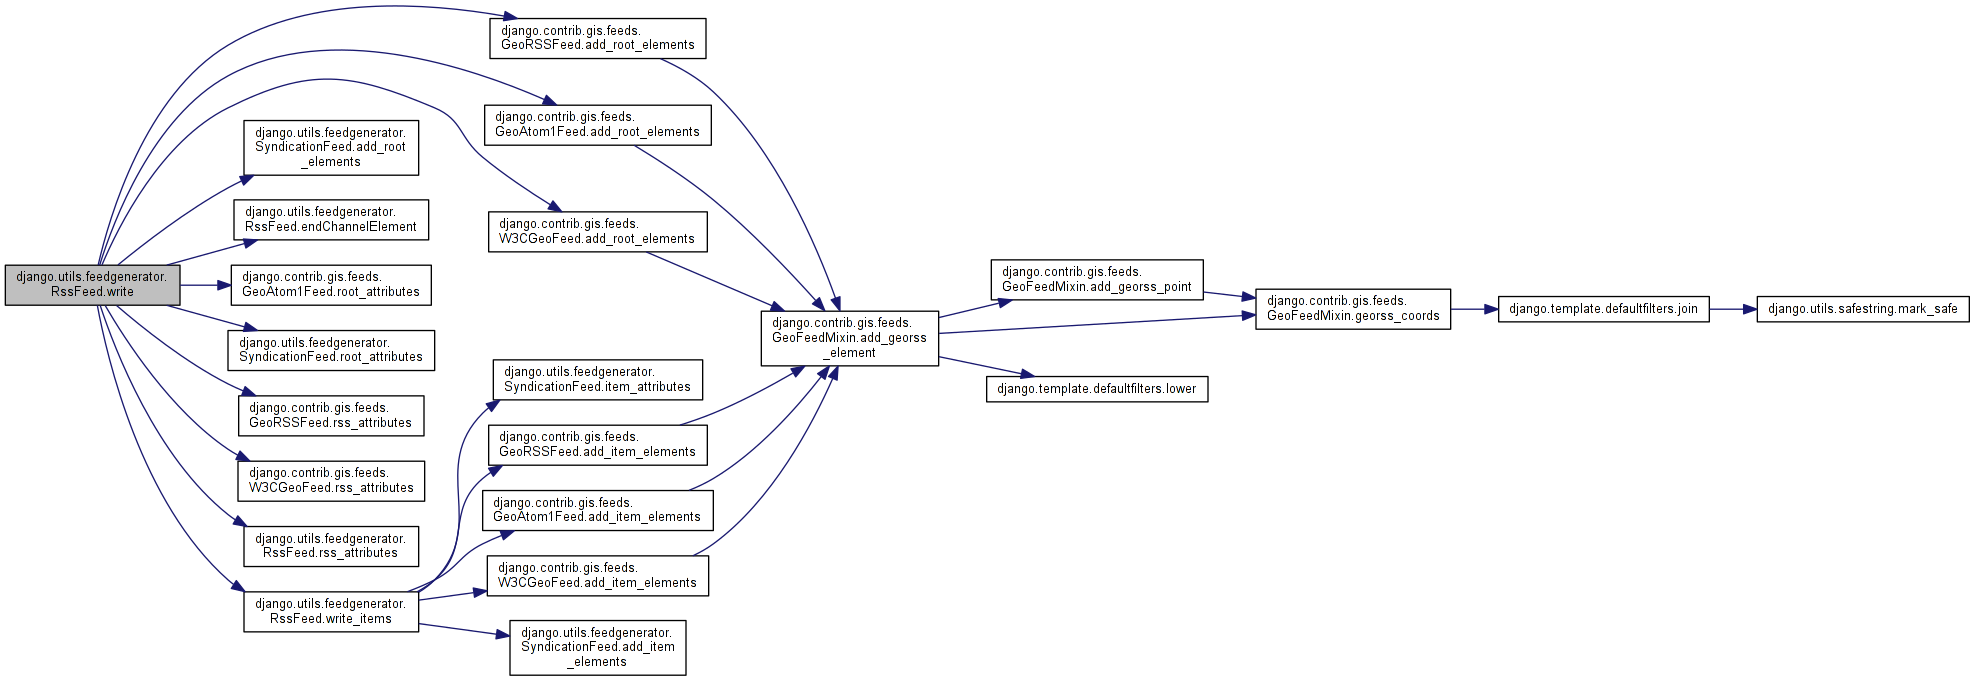 django.utils.feedgenerator.
RssFeed.write
django.utils.feedgenerator.
SyndicationFeed.add_root
_elements
django.utils.feedgenerator.
RssFeed.endChannelElement
django.contrib.gis.feeds.
GeoAtom1Feed.root_attributes
django.utils.feedgenerator.
SyndicationFeed.root_attributes
django.contrib.gis.feeds.
GeoRSSFeed.rss_attributes
django.contrib.gis.feeds.
W3CGeoFeed.rss_attributes
django.utils.feedgenerator.
RssFeed.rss_attributes
django.utils.feedgenerator.
RssFeed.write_items
django.contrib.gis.feeds.
GeoRSSFeed.add_root_elements
django.contrib.gis.feeds.
GeoAtom1Feed.add_root_elements
django.contrib.gis.feeds.
W3CGeoFeed.add_root_elements
django.utils.feedgenerator.
SyndicationFeed.item_attributes
django.contrib.gis.feeds.
GeoRSSFeed.add_item_elements
django.contrib.gis.feeds.
GeoAtom1Feed.add_item_elements
django.contrib.gis.feeds.
W3CGeoFeed.add_item_elements
django.utils.feedgenerator.
SyndicationFeed.add_item
_elements
django.contrib.gis.feeds.
GeoFeedMixin.add_georss
_element
django.contrib.gis.feeds.
GeoFeedMixin.add_georss_point
django.template.defaultfilters.lower
django.contrib.gis.feeds.
GeoFeedMixin.georss_coords
django.template.defaultfilters.join
django.utils.safestring.mark_safe